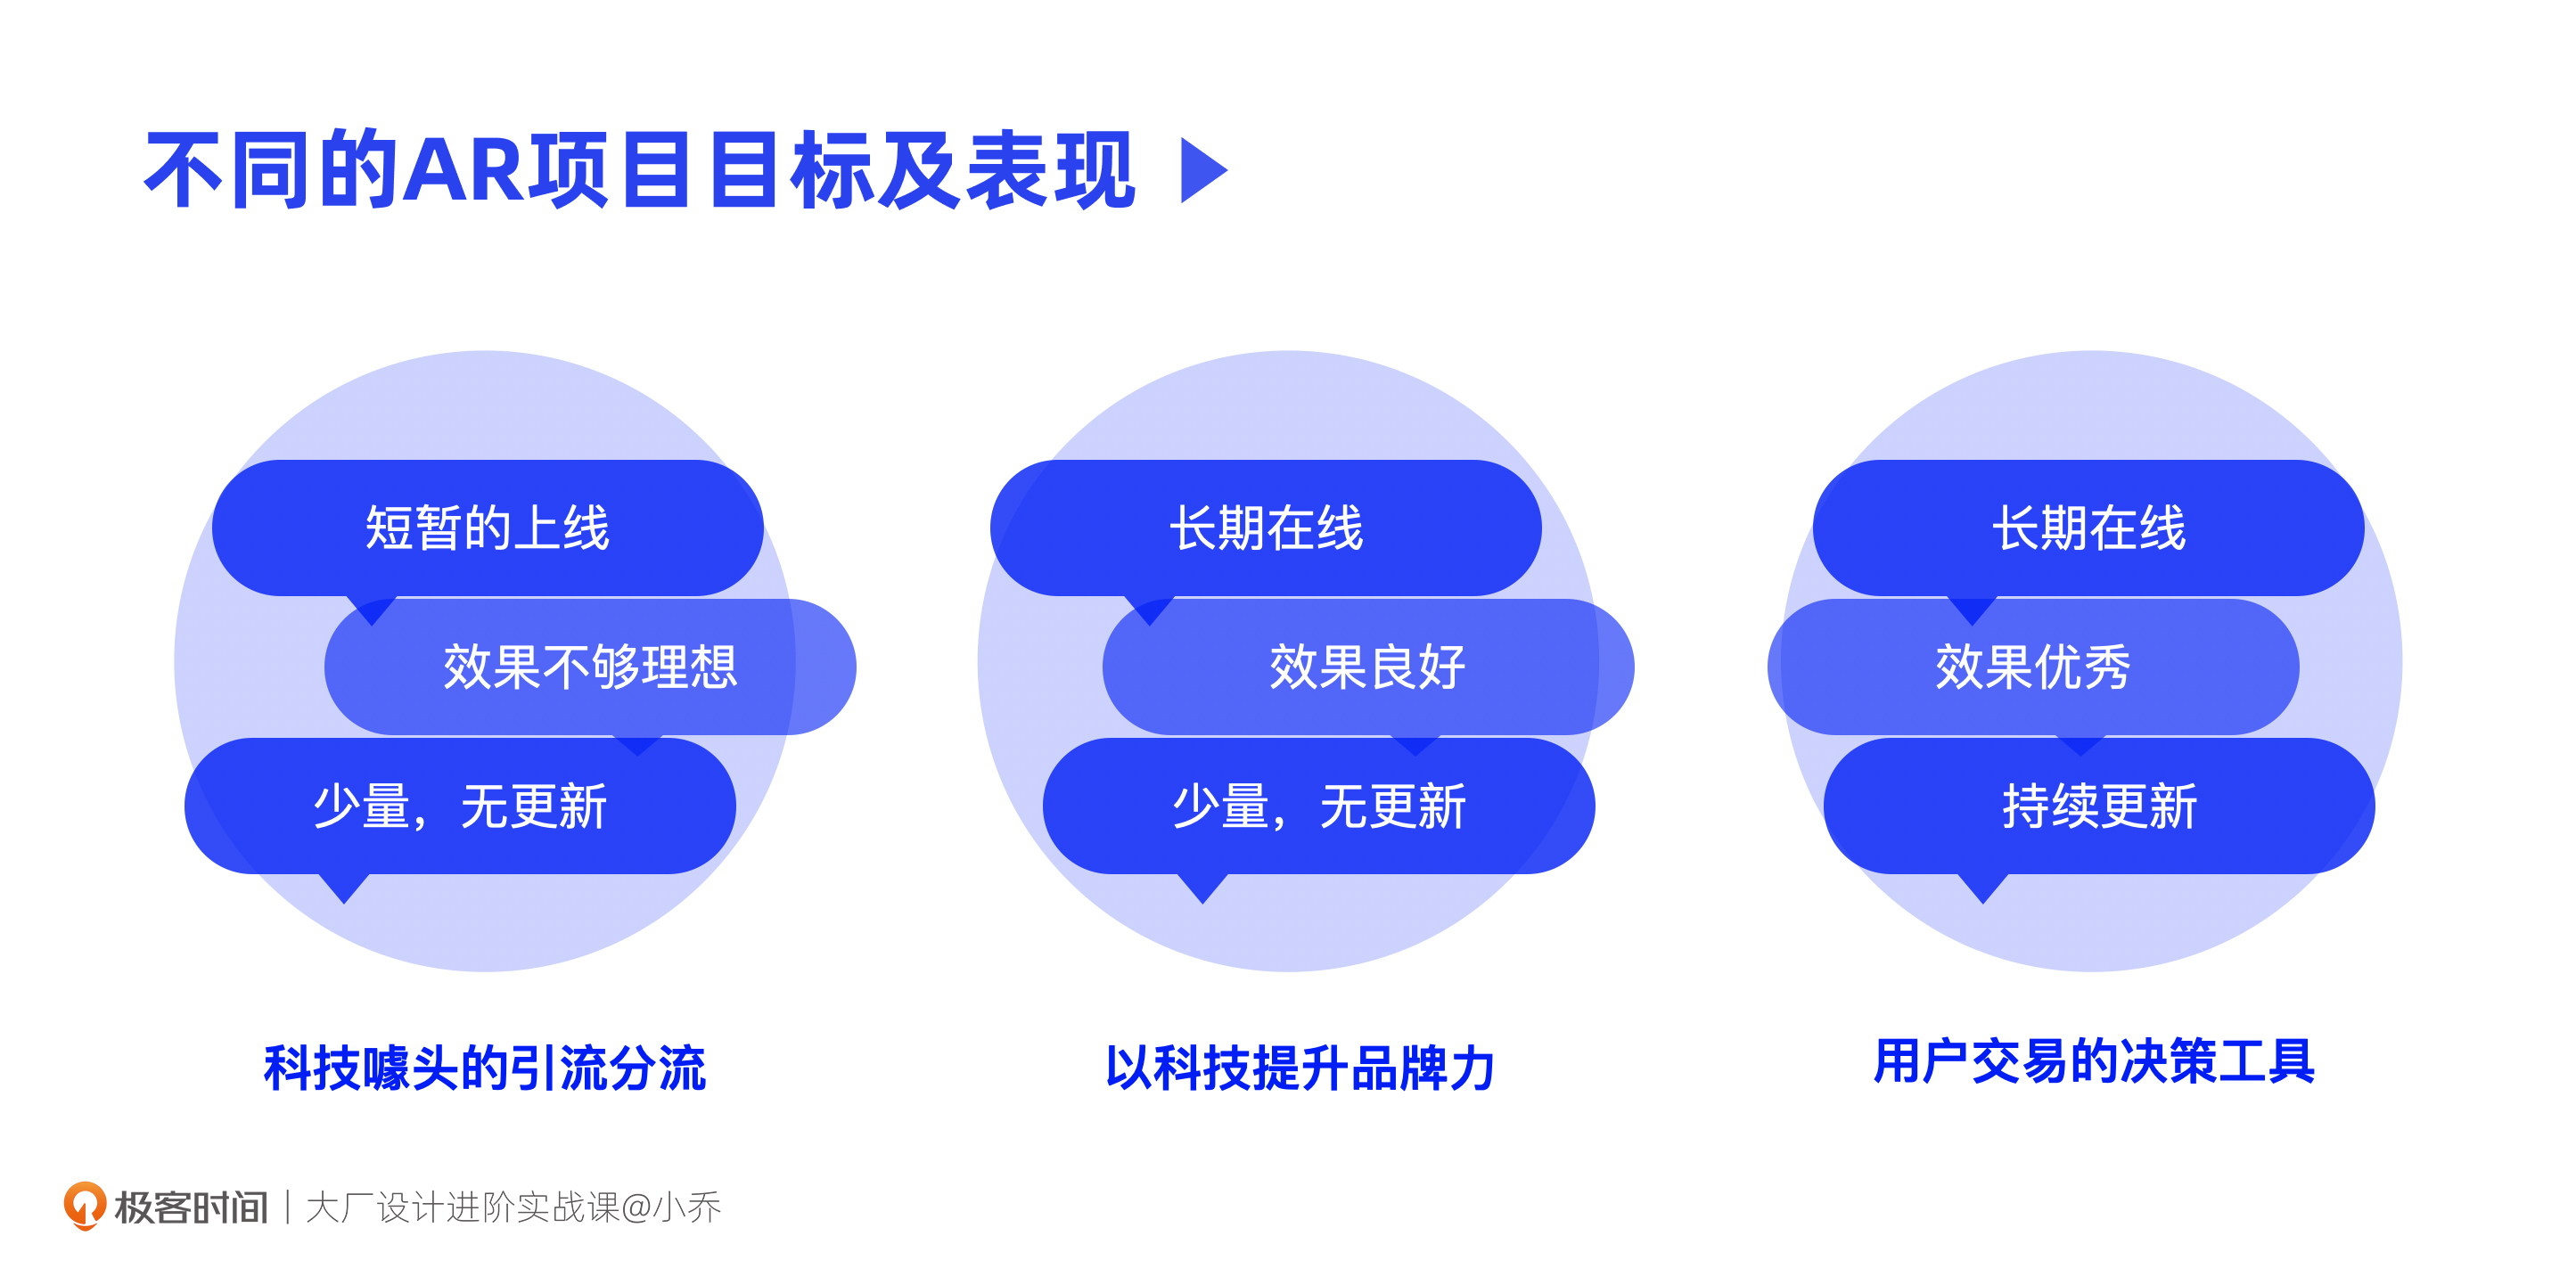 不同的AR项目目标及表现
短暂的上线
效果不够理想
少量，无更新
科技噱头的引流分流
长期在线
效果良好
少量，无更新
以科技提升品牌力
长期在线
效果优秀
持续更新
用户交易的决策工具
极客时间 | 大厂设计进阶实战课@小乔